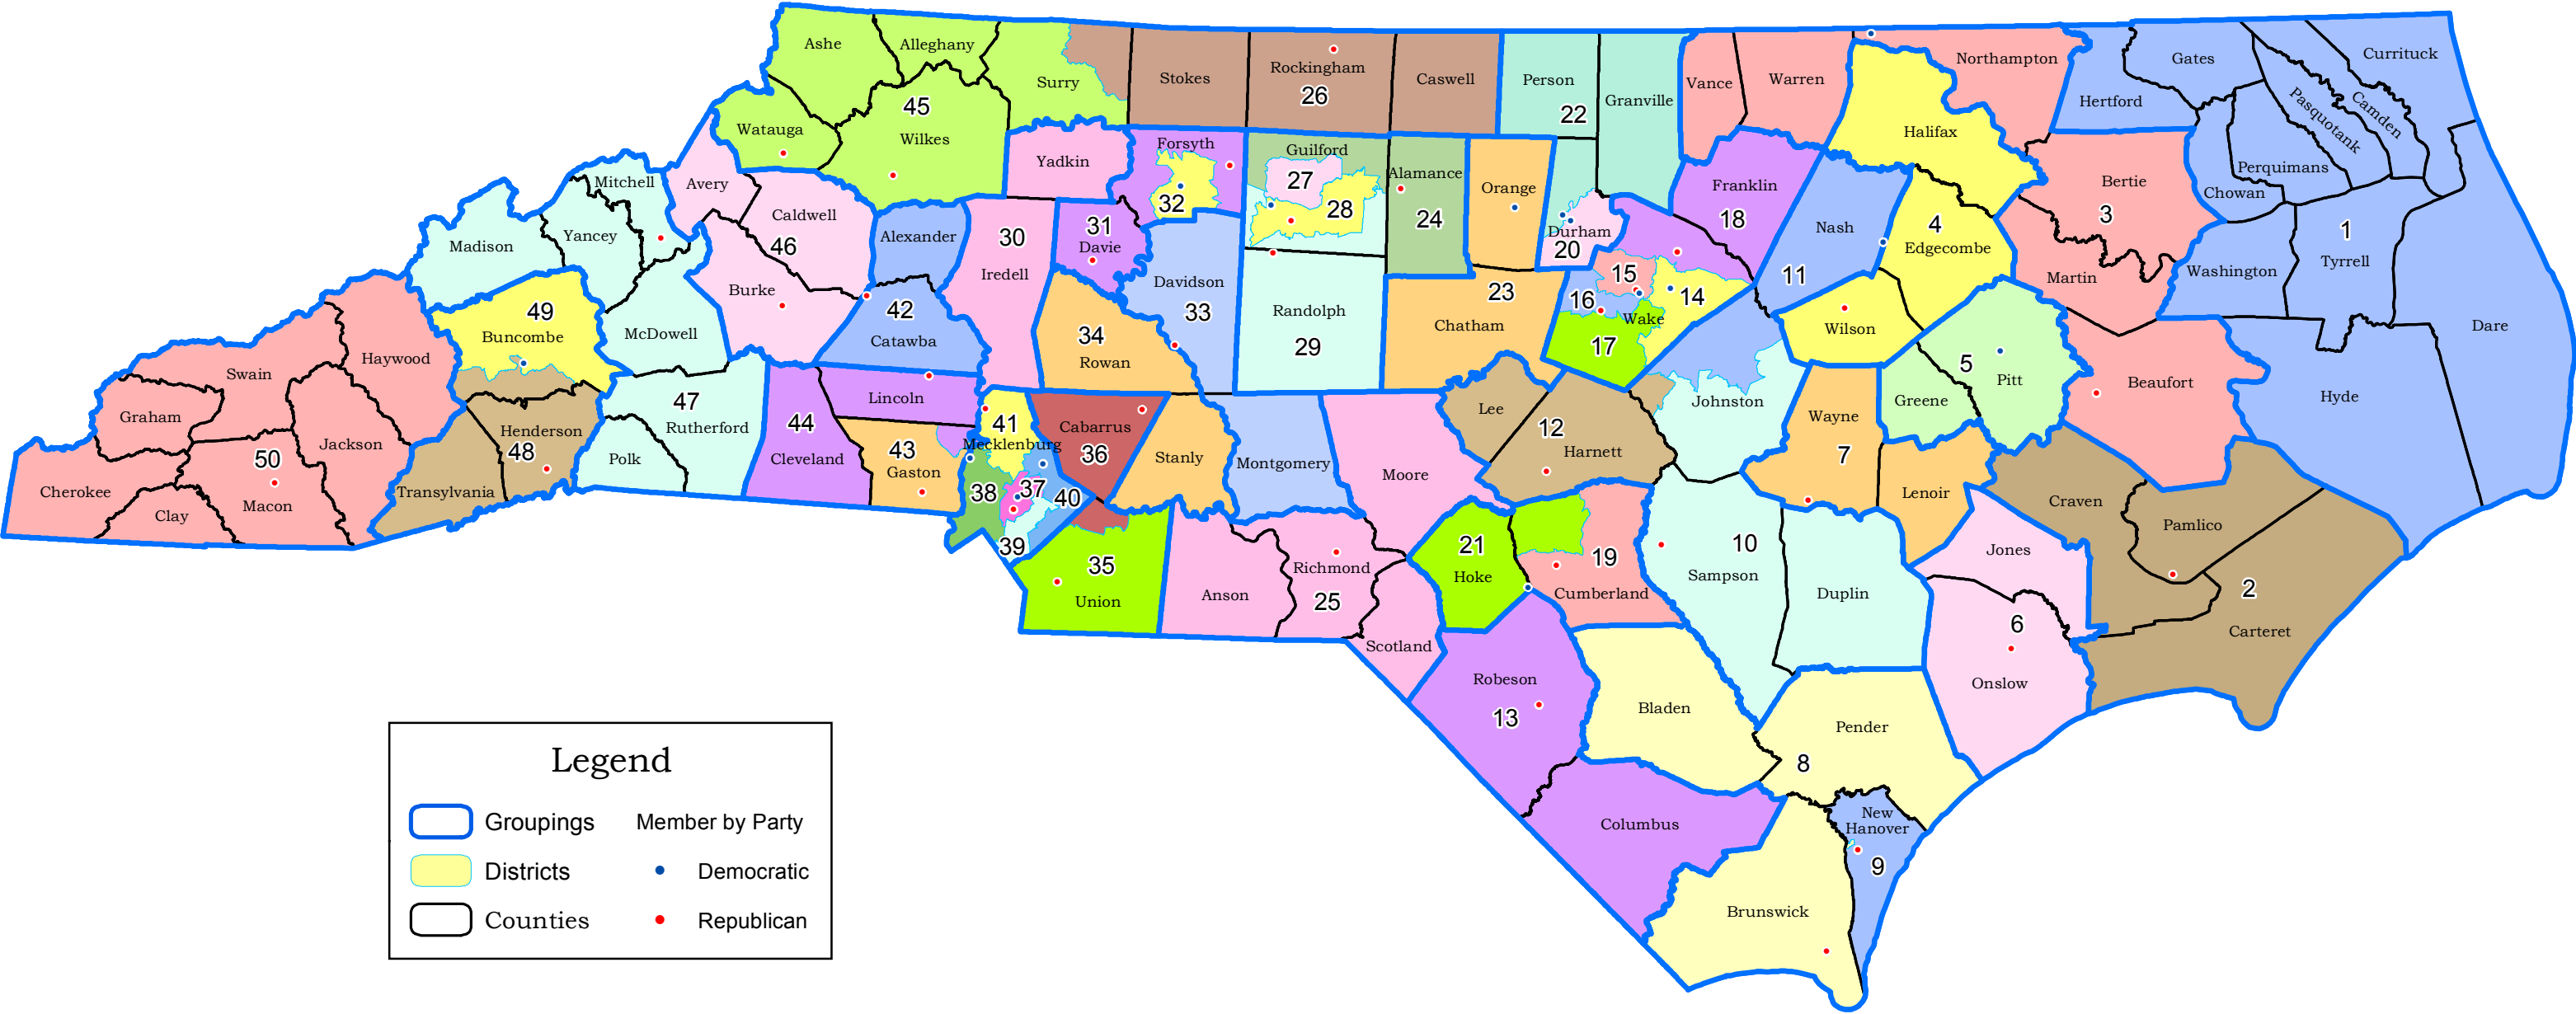 Ashe
Alleghany
Surry
Stokes
Rockingham
26
Caswell
Person
22
Granville
Vance
Warren
Northampton
Hertford
Gates
Currituck
Camden
Pasquotank
Perquimans
Chowan
Halifax
Bertie
3
Martin
Washington
1
Tyrrell
Dare
Hyde
45
Wilkes
Watauga
Avery
Mitchell
Yancey
Madison
Caldwell
46
Burke
Alexander
42
Catawba
Yadkin
30
Iredell
31
Davie
Forsyth
32
Davidson
33
Guilford
27
28
Alamance
24
Orange
Durham
20
Randolph
29
23
Chatham
Franklin
18
15
16
14
Wake
17
Nash
11
4
Edgecombe
Wilson
5
Pitt
Greene
Beaufort
49
Buncombe
McDowell
Haywood
Swain
Graham
Cherokee
Clay
50
Macon
Jackson
Transylvania
Henderson
48
47
Rutherford
Polk
44
Cleveland
Lincoln
43
Gaston
41
Mecklenburg
38
37
40
39
34
Rowan
Cabarrus
36
Stanly
Montgomery
Moore
Lee
12
Harnett
Johnston
Wayne
7
Lenoir
Craven
Pamlico
2
Carteret
Jones
6
Onslow
35
Union
Anson
Richmond
25
Scotland
21
Hoke
19
Cumberland
10
Sampson
Duplin
Robeson
13
Bladen
Pender
8
Columbus
New
Hanover
9
Brunswick
Legend
Groupings
Member by Party
Districts
Democratic
Counties
Republican